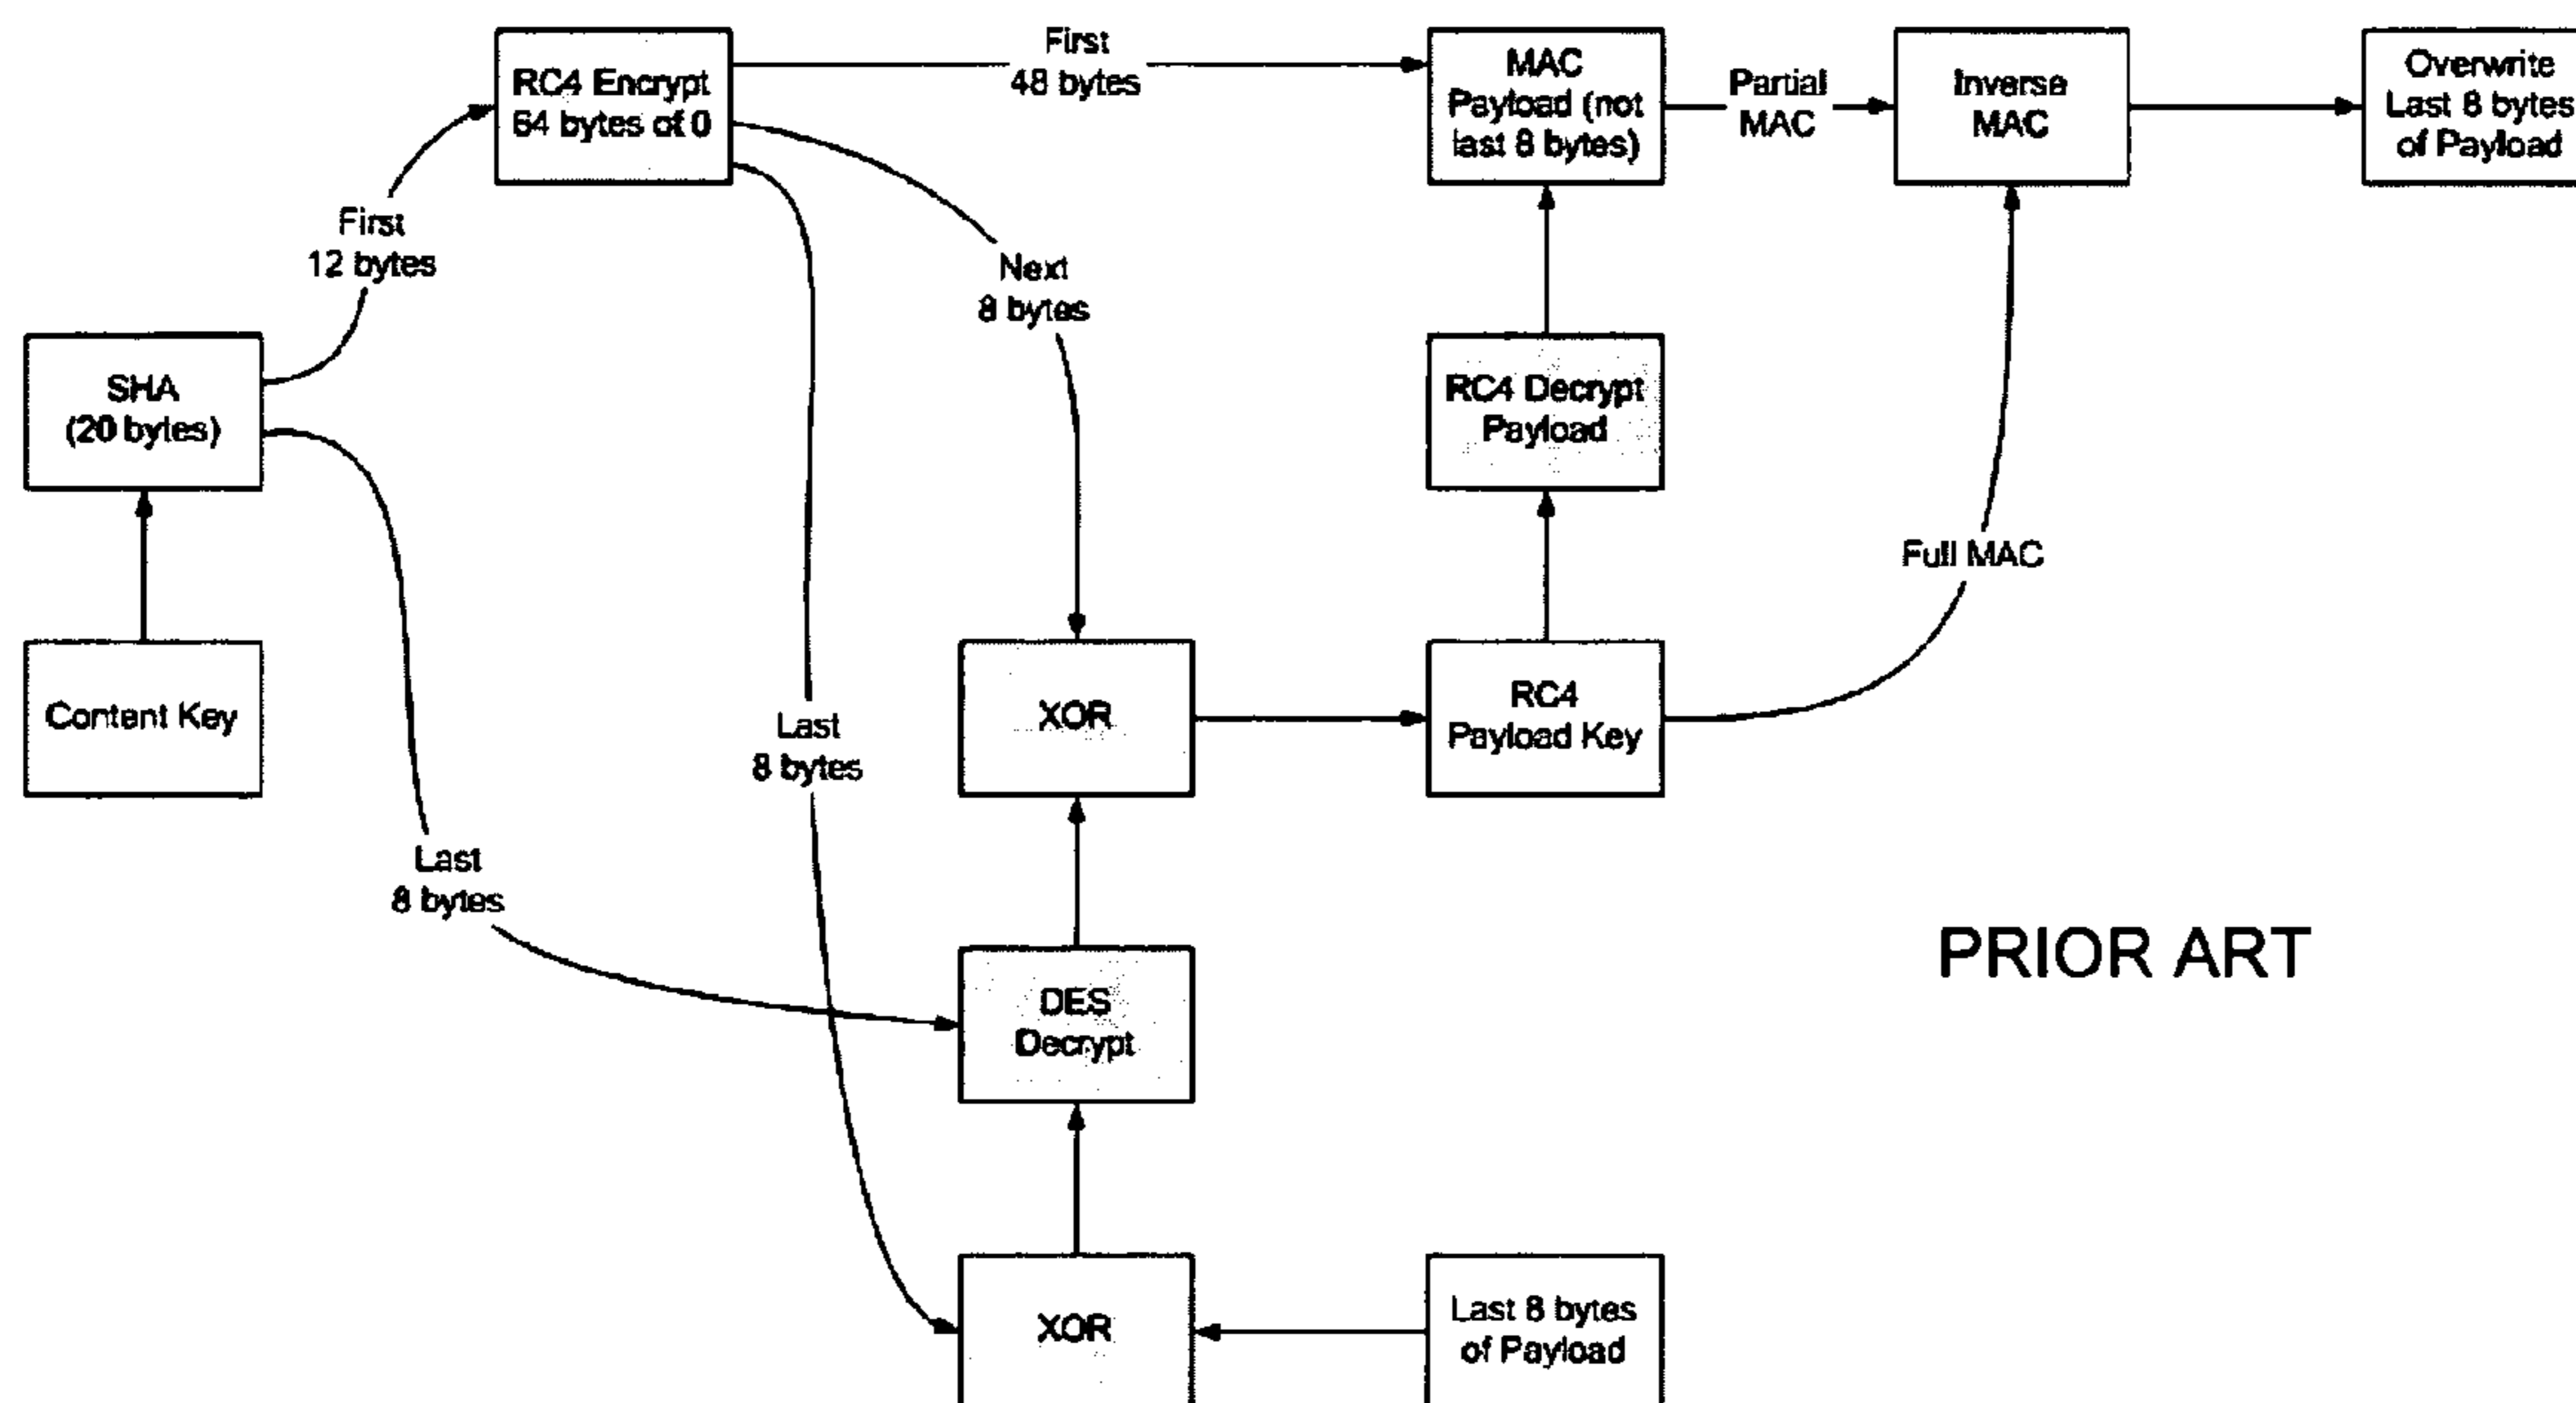 First
48 bytes
RC4 Encrypt
64 bytes of 0
MAC
Payload (not
last 8 bytes)
Partial
MAC
Inverse
MAC
Overwrite
Last 8 bytes
of Payload
First
12 bytes
Next
8 bytes
SHA
(20 bytes)
RC4 Decrypt
Payload
Full MAC
Content Key
Last
8 bytes
XOR
RC4
Payload Key
Last
8 bytes
PRIOR ART
DES
Decrypt
XOR
Last 8 bytes
of Payload